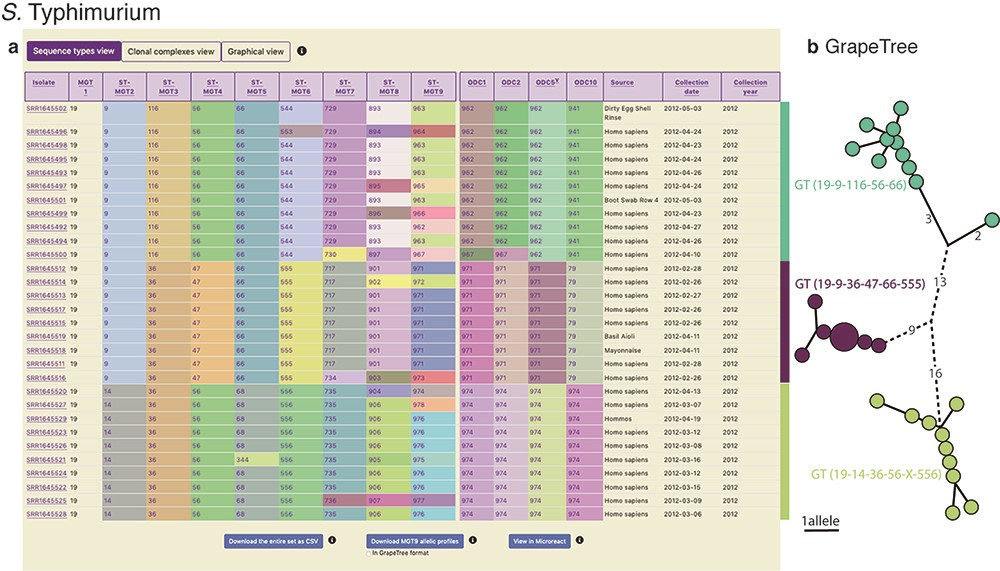 S. Typhimurium
a
Sequence types view Clonal complexes view Graphical view
Isolate MGT 1 ST-MGT2 ST-MGT3 ST-MGT4 ST-MGT5 ST-MGT6 ST-MGT7 ST-MGT8 ST-MGT9 ODC1 ODC2 ODC5Y ODC10 Source Collection date Collection year
SRR1645502 19 9 116 56 66 544 729 893 963 962 962 962 941 Dirty Egg Shell Rinse 2012-05-03 2012
SRR1645496 19 9 116 56 66 553 729 894 964 962 962 962 941 Homo sapiens 2012-04-24 2012
SRR1645498 19 9 116 56 66 544 729 893 963 962 962 962 941 Homo sapiens 2012-04-23 2012
SRR1645495 19 9 116 56 66 544 729 893 963 962 962 962 941 Homo sapiens 2012-04-24 2012
SRR1645493 19 9 116 56 66 544 729 893 963 962 962 962 941 Homo sapiens 2012-04-26 2012
SRR1645497 19 9 116 56 66 544 729 895 965 962 962 962 941 Homo sapiens 2012-04-24 2012
SRR1645501 19 9 116 56 66 544 729 893 963 962 962 962 941 Boot Swab Row 4 2012-05-03 2012
SRR1645499 19 9 116 56 66 544 729 896 966 962 962 962 941 Homo sapiens 2012-04-23 2012
SRR1645492 19 9 116 56 66 544 729 893 962 962 962 962 941 Homo sapiens 2012-04-27 2012
SRR1645494 19 9 116 56 66 544 729 893 963 962 962 962 941 Homo sapiens 2012-04-26 2012
SRR1645500 19 9 116 56 66 544 730 897 967 967 967 962 941 Homo sapiens 2012-04-10 2012
SRR1645512 19 9 36 47 66 555 717 901 971 971 971 971 79 Homo sapiens 2012-02-28 2012
SRR1645514 19 9 36 47 66 555 717 902 972 971 971 971 79 Homo sapiens 2012-02-26 2012
SRR1645513 19 9 36 47 66 555 717 901 971 971 971 971 79 Homo sapiens 2012-02-27 2012
SRR1645517 19 9 36 47 66 555 717 901 971 971 971 971 79 Homo sapiens 2012-02-26 2012
SRR1645515 19 9 36 47 66 555 717 901 971 971 971 971 79 Homo sapiens 2012-02-26 2012
SRR1645519 19 9 36 47 66 555 717 901 971 971 971 971 79 Basil Aioli 2012-04-11 2012
SRR1645518 19 9 36 47 66 555 717 901 971 971 971 971 79 Mayonnaise 2012-04-11 2012
SRR1645511 19 9 36 47 66 555 717 901 971 971 971 971 79 Homo sapiens 2012-02-28 2012
SRR1645516 19 9 36 47 66 555 734 903 973 971 971 971 79 Homo sapiens 2012-02-26 2012
SRR1645520 19 14 36 56 68 556 735 904 974 974 974 974 974 Homo sapiens 2012-04-13 2012
SRR1645527 19 14 36 56 68 556 735 906 978 974 974 974 974 Homo sapiens 2012-03-07 2012
SRR1645529 19 14 36 56 68 556 735 906 976 974 974 974 974 Hommos 2012-04-19 2012
SRR1645523 19 14 36 56 68 556 735 906 976 974 974 974 974 Homo sapiens 2012-03-12 2012
SRR1645526 19 14 36 56 68 556 735 906 976 974 974 974 974 Homo sapiens 2012-03-08 2012
SRR1645521 19 14 36 56 344 556 735 905 975 974 974 974 974 Homo sapiens 2012-03-16 2012
SRR1645524 19 14 36 56 68 556 735 906 976 974 974 974 974 Homo sapiens 2012-03-12 2012
SRR1645522 19 14 36 56 68 556 735 906 976 974 974 974 974 Homo sapiens 2012-03-15 2012
SRR1645525 19 14 36 56 68 556 736 907 977 974 974 974 974 Homo sapiens 2012-03-09 2012
SRR1645528 19 14 36 56 68 556 735 906 976 974 974 974 974 Homo sapiens 2012-03-06 2012
Download the entire set as CSV Download MGT9 allelic profiles View in Microreact
In GrapeTree format
b GrapeTree
GT (19-9-116-56-66)
3
2
13
GT (19-9-36-47-66-555)
9
16
GT (19-14-36-56-X-556)
1allele